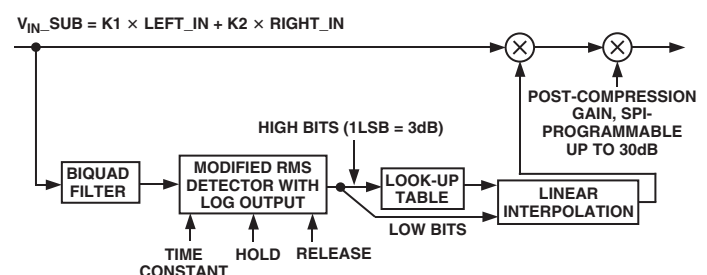 V_IN_SUB = K1 × LEFT_IN + K2 × RIGHT_IN
POST-COMPRESSION
GAIN, SPI-
PROGRAMMABLE
UP TO 30dB
HIGH BITS (1LSB = 3dB)
BIQUAD
FILTER
MODIFIED RMS
DETECTOR WITH
LOG OUTPUT
LOOK-UP
TABLE
LINEAR
INTERPOLATION
LOW BITS
TIME
CONSTANT
HOLD
RELEASE